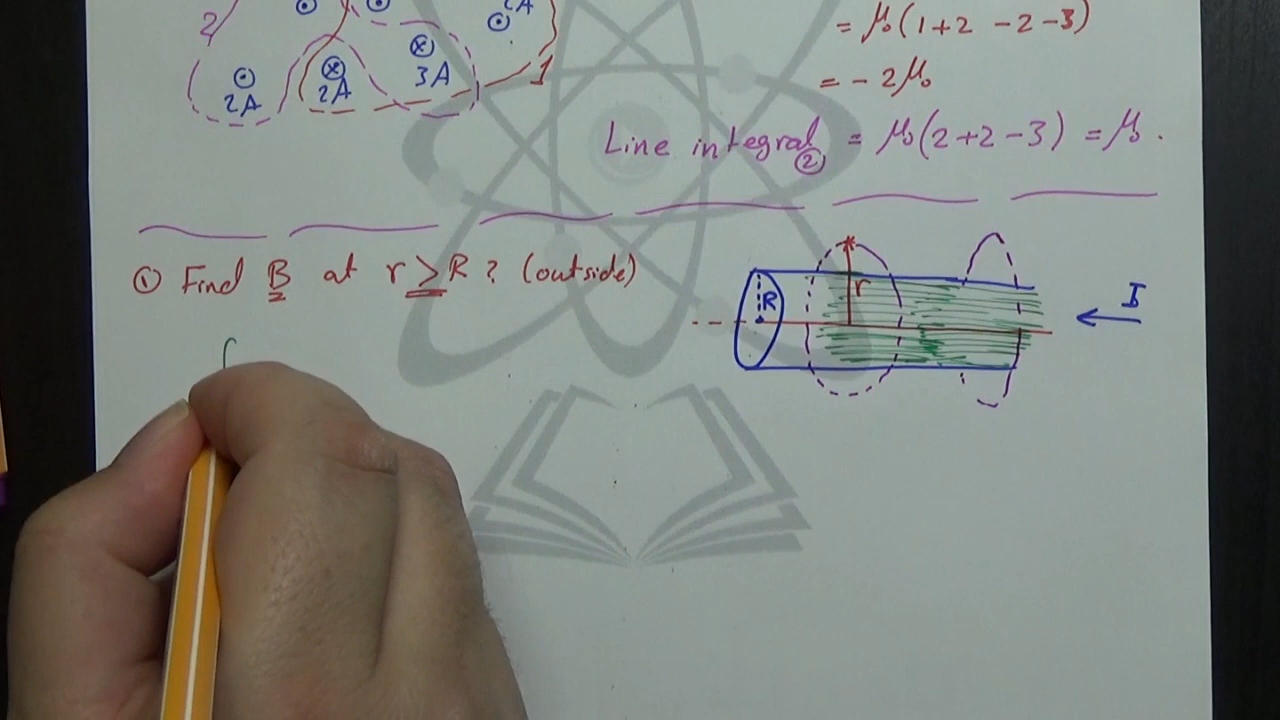 2
2A
2A
3A
1
= μ₀(1+2 -2-3)
= - 2μ₀
Line integral② = μ₀(2+2-3) = μ₀.
① Find B at r ≥ R ? (outside)
R
r
I